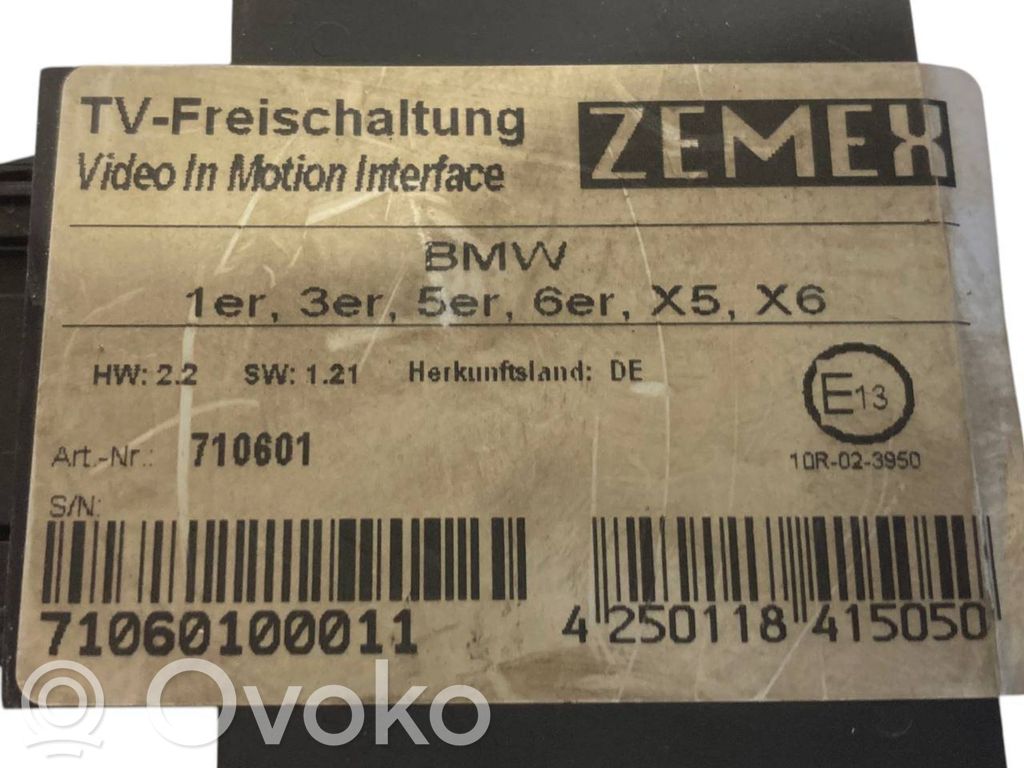 TV-Freischaltung
Video In Motion Interface
ZEMEX
BMW
1er, 3er, 5er, 6er, X5, X6
HW: 2.2 SW: 1.21 Herkunftsland: DE
E13
10R-02-3950
Art.-Nr.: 710601
S/N:
71060100011
4 250118 415050
Ovoko